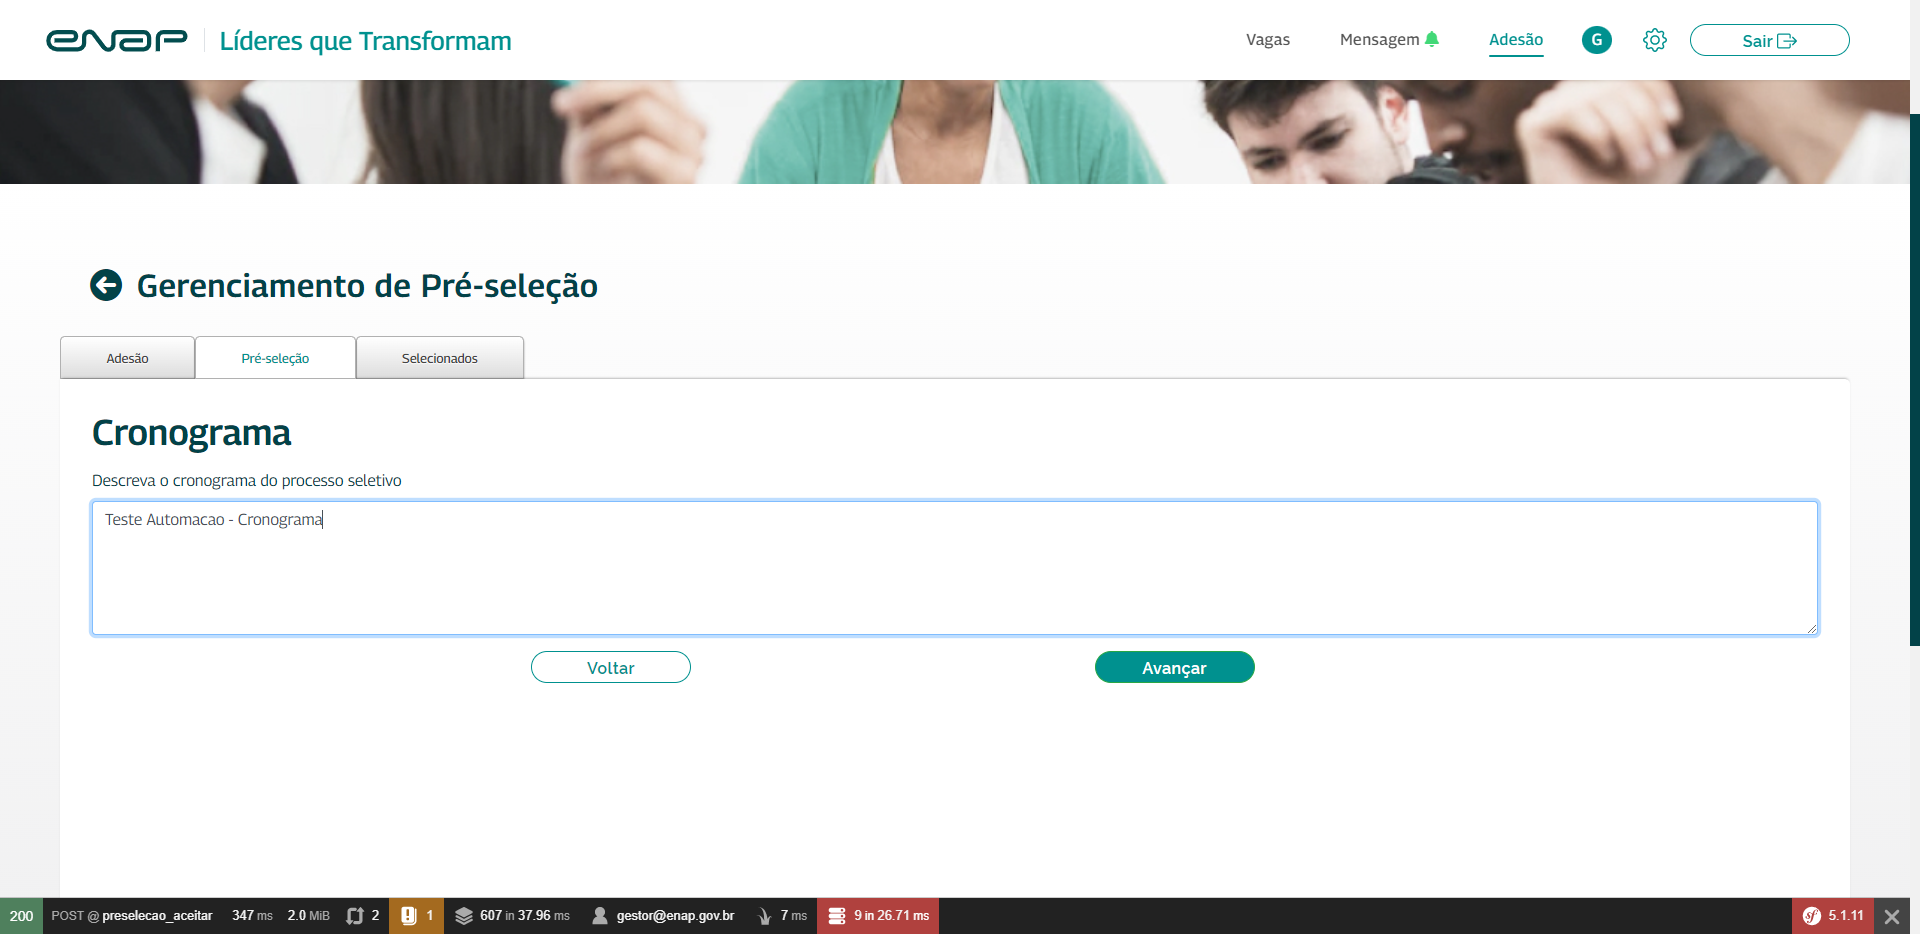 enap
Líderes que Transformam
Vagas
Mensagem
Adesão
G
Sair
Gerenciamento de Pré-seleção
Adesão
Pré-seleção
Selecionados
Cronograma
Descreva o cronograma do processo seletivo
Teste Automacao - Cronograma
Voltar
Avançar
200 POST @ preselecao_aceitar 347 ms 2.0 MiB 2 1 607 in 37.96 ms gestor@enap.gov.br 7 ms 9 in 26.71 ms sf 5.1.11